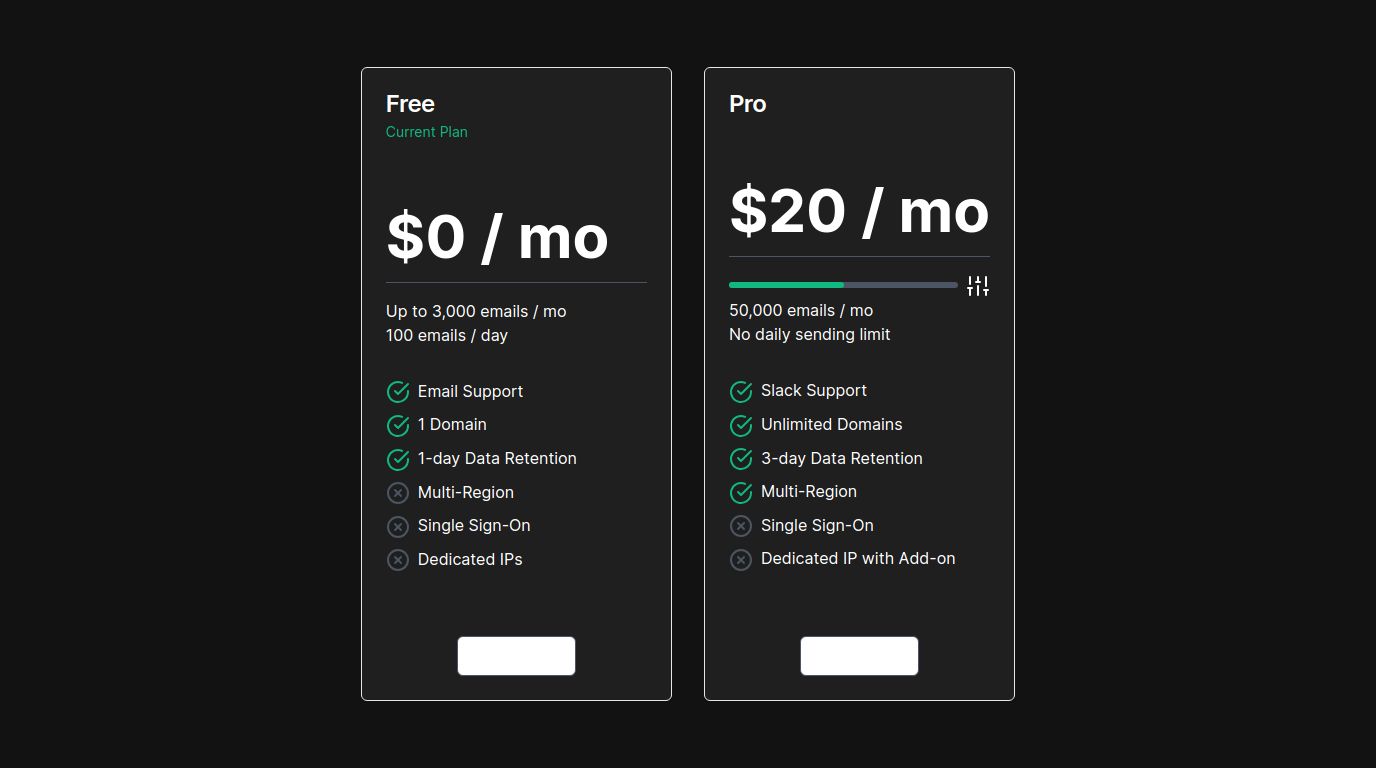 Free
Current Plan
$0 / mo
Up to 3,000 emails / mo
100 emails / day
Email Support
1 Domain
1-day Data Retention
Multi-Region
Single Sign-On
Dedicated IPs
Pro
$20 / mo
50,000 emails / mo
No daily sending limit
Slack Support
Unlimited Domains
3-day Data Retention
Multi-Region
Single Sign-On
Dedicated IP with Add-on